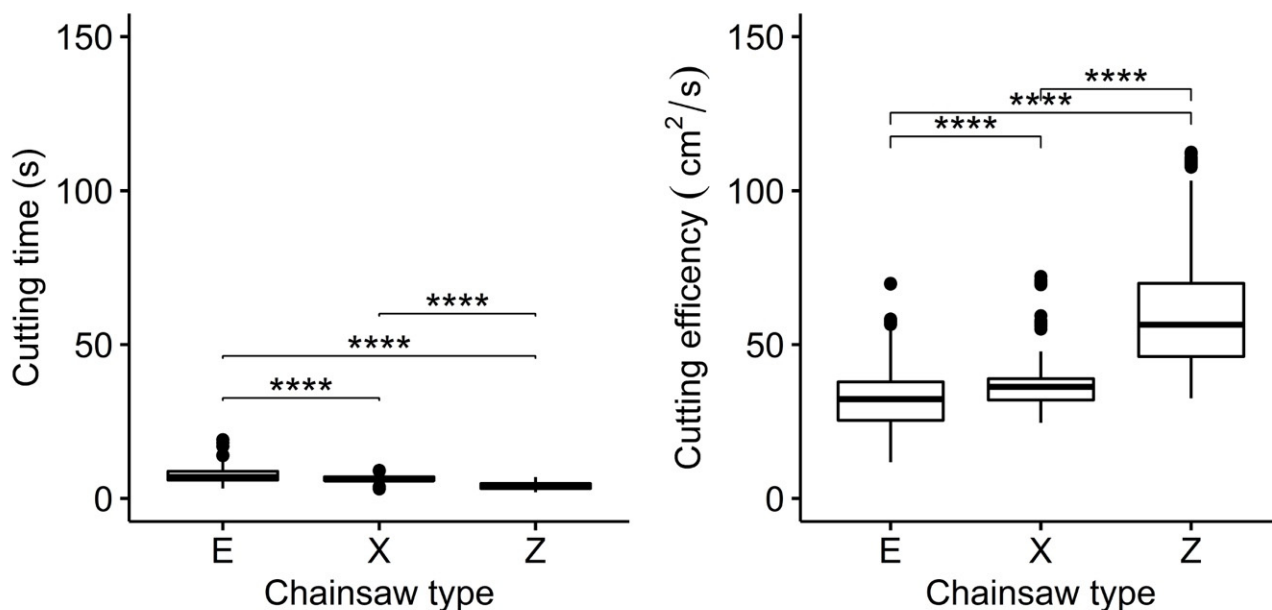 Cutting time (s)
150
100
50
0
****
****
****
E X Z
Chainsaw type
Cutting efficency ( cm²/s)
150
100
50
0
****
****
****
E X Z
Chainsaw type